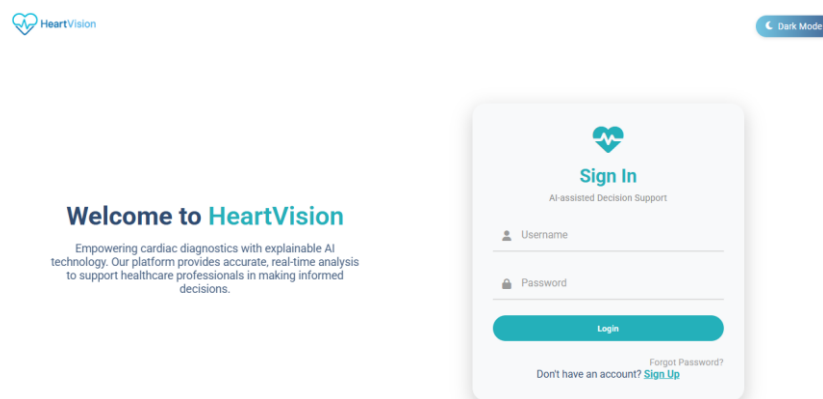 HeartVision
Dark Mode
Welcome to HeartVision
Empowering cardiac diagnostics with explainable AI
technology. Our platform provides accurate, real-time analysis
to support healthcare professionals in making informed
decisions.
Sign In
AI-assisted Decision Support
Username
Password
Login
Forgot Password?
Don't have an account? Sign Up